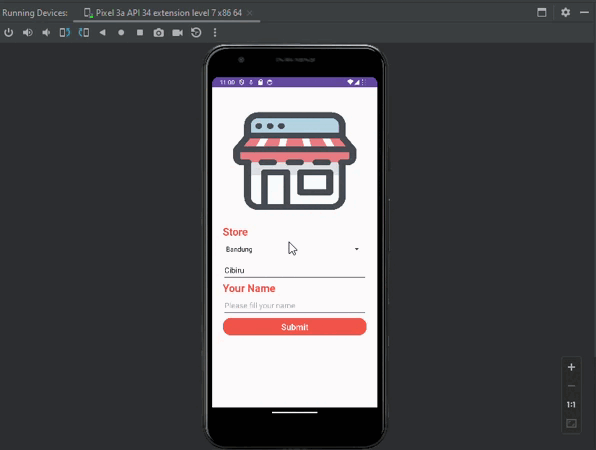 Running Devices: Pixel 3a API 34 extension level 7 x86 64
11:00
Store
Bandung
Cibiru
Your Name
Please fill your name
Submit
1:1